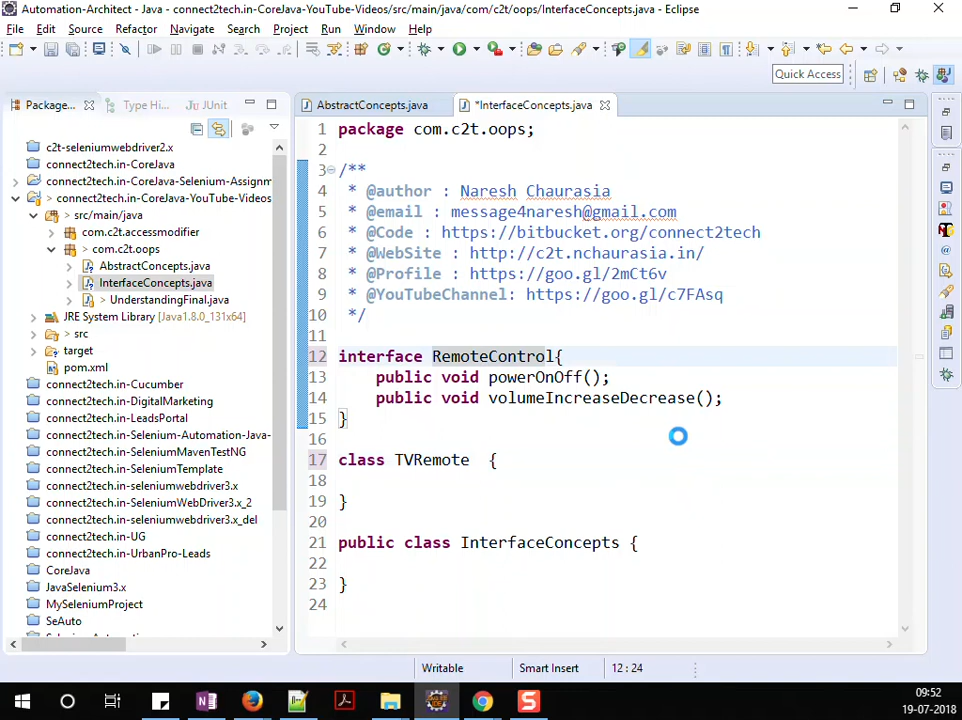 Automation-Architect - Java - connect2tech.in-CoreJava-YouTube-Videos/src/main/java/com/c2t/oops/InterfaceConcepts.java - Eclipse
File Edit Source Refactor Navigate Search Project Run Window Help
Quick Access
Package...
Type Hi...
JUnit
c2t-seleniumwebdriver2.x
connect2tech.in-CoreJava
connect2tech.in-CoreJava-Selenium-Assignm
> connect2tech.in-CoreJava-YouTube-Videos
> src/main/java
com.c2t.accessmodifier
> com.c2t.oops
AbstractConcepts.java
InterfaceConcepts.java
> UnderstandingFinal.java
JRE System Library [Java1.8.0_131x64]
> src
target
pom.xml
connect2tech.in-Cucumber
connect2tech.in-DigitalMarketing
connect2tech.in-LeadsPortal
connect2tech.in-Selenium-Automation-Java-
connect2tech.in-SeleniumMavenTestNG
connect2tech.in-SeleniumTemplate
connect2tech.in-seleniumwebdriver3.x
connect2tech.in-SeleniumWebDriver3.x_2
connect2tech.in-seleniumwebdriver3.x_del
connect2tech.in-UG
connect2tech.in-UrbanPro-Leads
CoreJava
JavaSelenium3.x
MySeleniumProject
SeAuto
AbstractConcepts.java
*InterfaceConcepts.java
1 package com.c2t.oops;
2
3 /**
4 * @author : Naresh Chaurasia
5 * @email : message4naresh@gmail.com
6 * @Code : https://bitbucket.org/connect2tech
7 * @WebSite : http://c2t.nchaurasia.in/
8 * @Profile : https://goo.gl/2mCt6v
9 * @YouTubeChannel: https://goo.gl/c7FAsq
10 */
11
12 interface RemoteControl{
13 public void powerOnOff();
14 public void volumeIncreaseDecrease();
15 }
16
17 class TVRemote {
18
19 }
20
21 public class InterfaceConcepts {
22
23 }
24
Writable
Smart Insert
12 : 24
09:52
19-07-2018